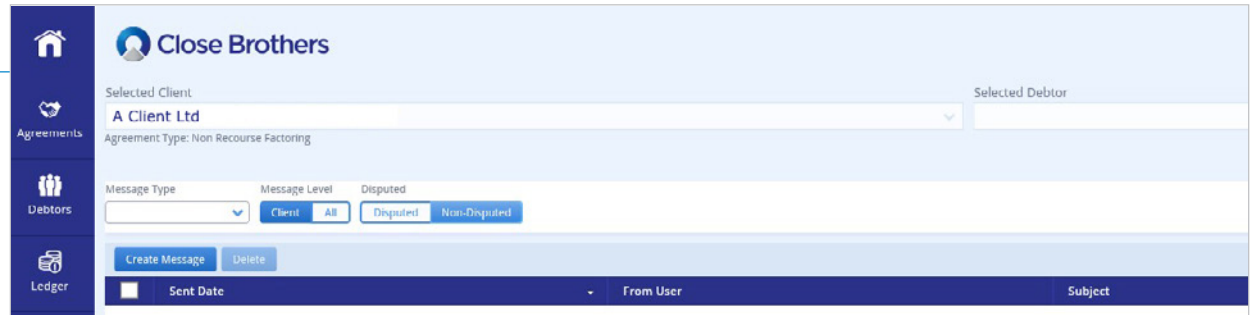 Close Brothers
Selected Client
Selected Debtor
A Client Ltd
Agreement Type: Non Recourse Factoring
Agreements
Message Type
Message Level
Disputed
Client
All
Disputed
Non-Disputed
Debtors
Create Message
Delete
Sent Date
From User
Subject
Ledger